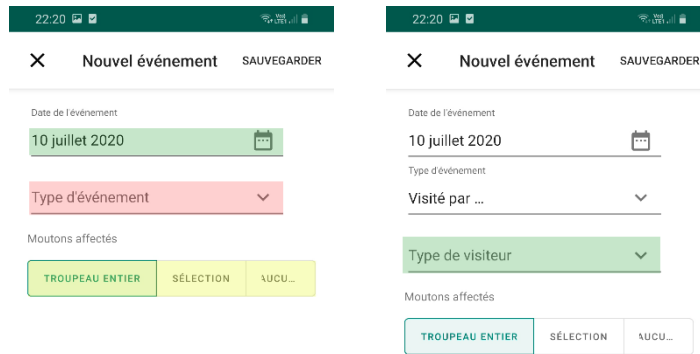 22:20
Nouvel événement SAUVEGARDER
Date de l'événement
10 juillet 2020
Type d'événement
Moutons affectés
TROUPEAU ENTIER SÉLECTION AUCU...
22:20
Nouvel événement SAUVEGARDER
Date de l'événement
10 juillet 2020
Type d'événement
Visité par ...
Type de visiteur
Moutons affectés
TROUPEAU ENTIER SÉLECTION AUCU...